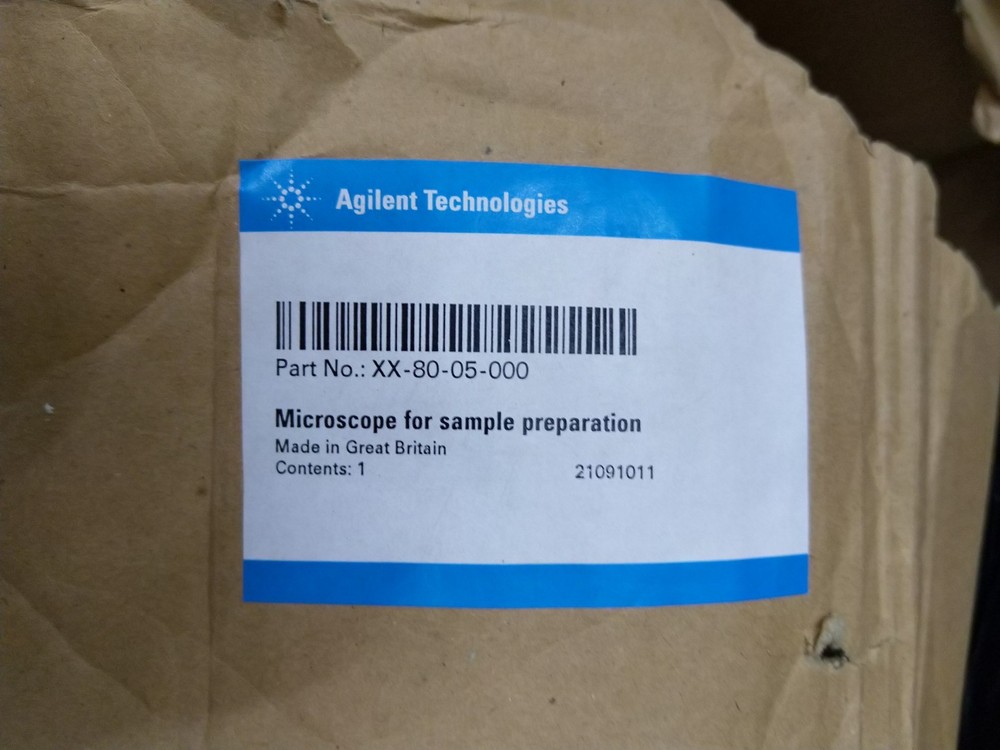 Agilent Technologies
Part No.: XX-80-05-000
Microscope for sample preparation
Made in Great Britain
Contents: 1 21091011